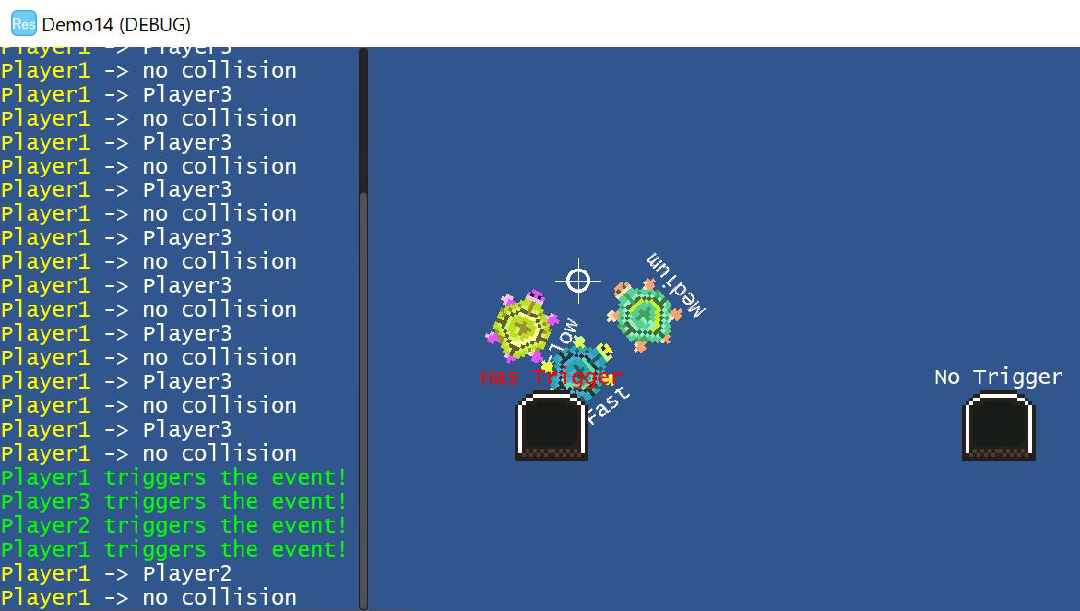 Res Demo14 (DEBUG)
Player1 -> Player3
Player1 -> no collision
Player1 -> Player3
Player1 -> no collision
Player1 -> Player3
Player1 -> no collision
Player1 -> Player3
Player1 -> no collision
Player1 -> Player3
Player1 -> no collision
Player1 -> Player3
Player1 -> no collision
Player1 -> Player3
Player1 -> no collision
Player1 -> Player3
Player1 -> no collision
Player1 -> Player3
Player1 -> no collision
Player1 triggers the event!
Player3 triggers the event!
Player2 triggers the event!
Player1 triggers the event!
Player1 -> Player2
Player1 -> no collision
Medium
Slow
Has Trigger
Fast
No Trigger